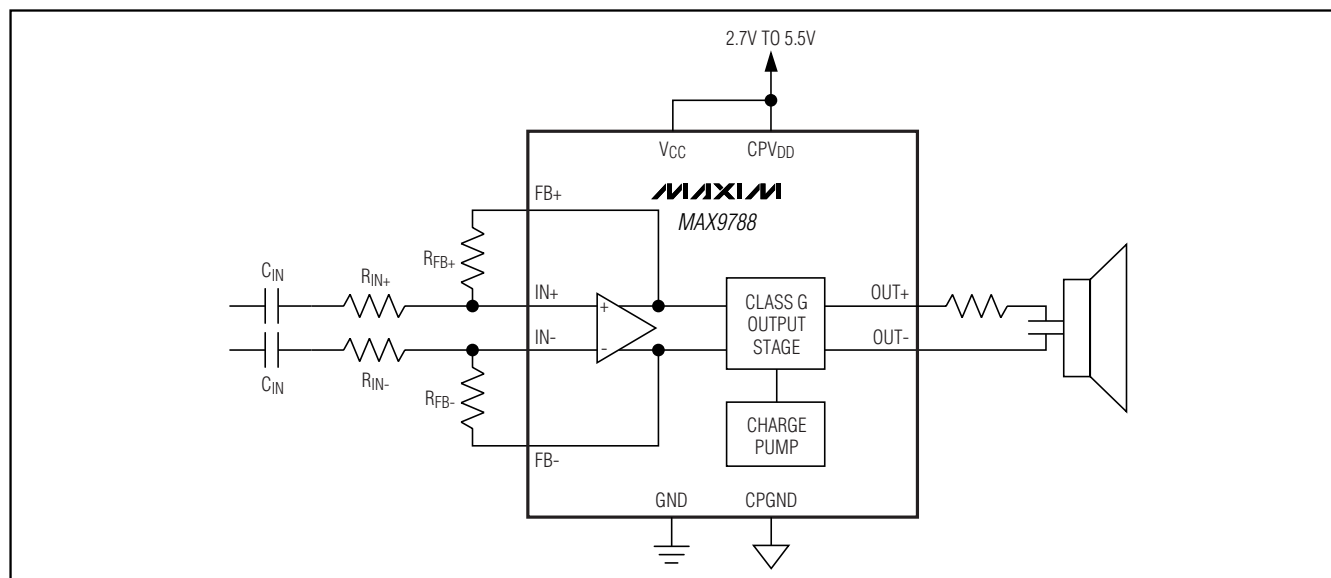 2.7V TO 5.5V
VCC
CPVDD
FB+
MAXIM
MAX9788
RFB+
CIN
RIN+
IN+
+
CLASS G
OUTPUT
STAGE
OUT+
IN-
-
OUT-
CIN
RIN-
RFB-
CHARGE
PUMP
FB-
GND
CPGND